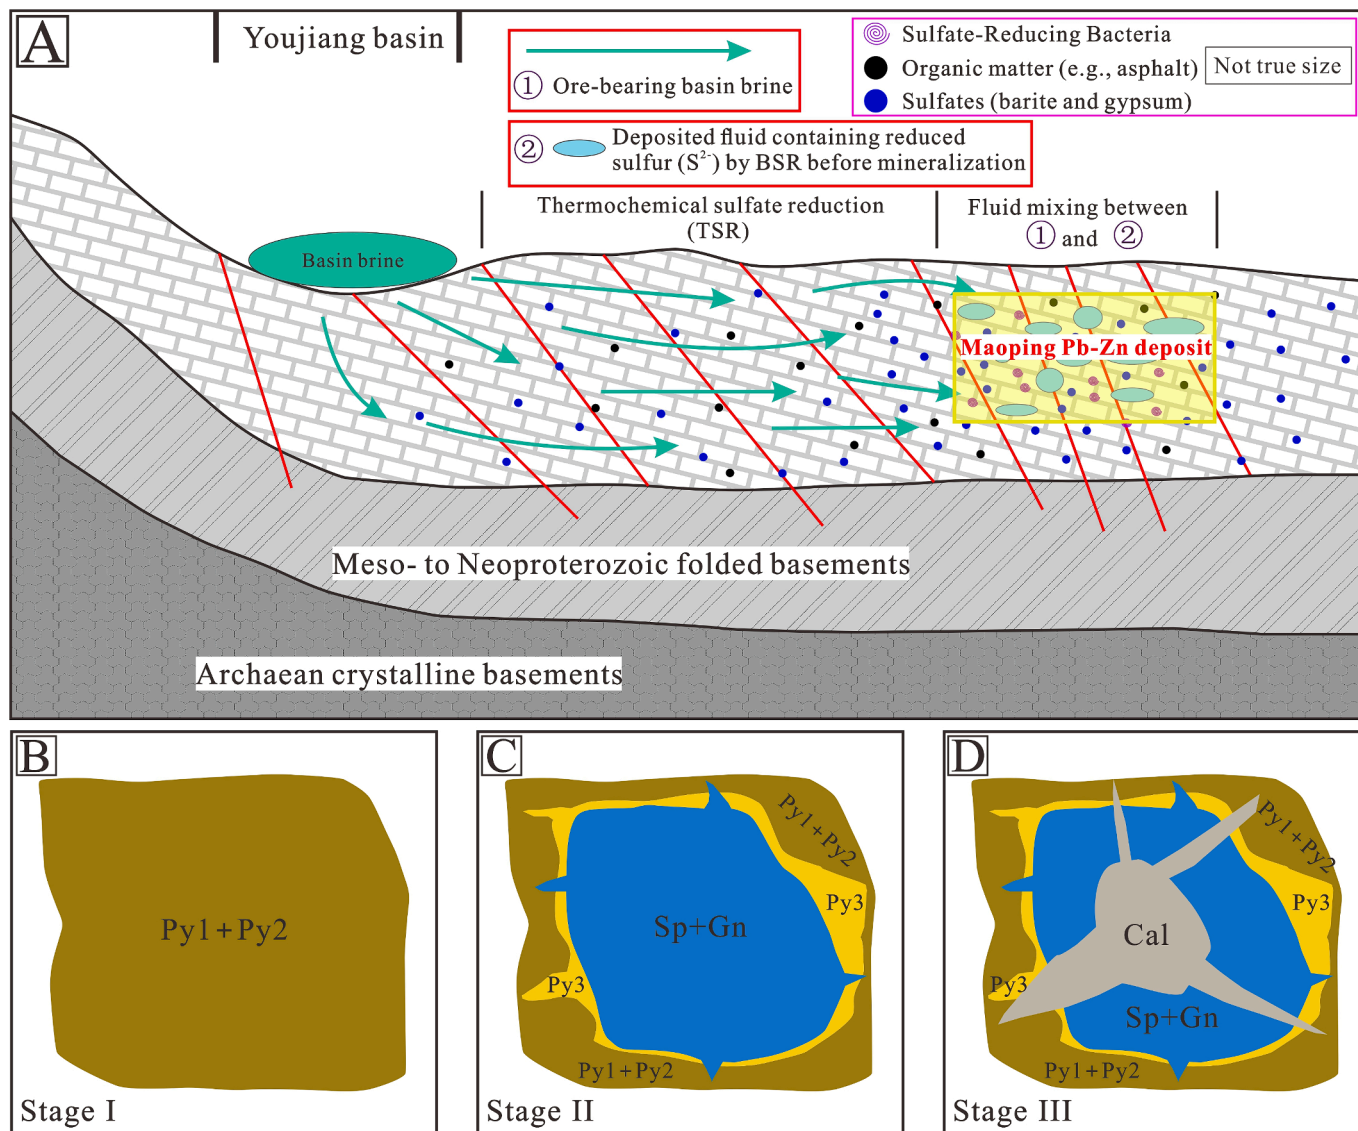 A
Youjiang basin
① Ore-bearing basin brine
Sulfate-Reducing Bacteria
Organic matter (e.g., asphalt)
Not true size
Sulfates (barite and gypsum)
② Deposited fluid containing reduced
sulfur (S²⁻) by BSR before mineralization
Thermochemical sulfate reduction
(TSR)
Fluid mixing between
① and ②
Basin brine
Maoping Pb-Zn deposit
Meso- to Neoproterozoic folded basements
Archaean crystalline basements
B
Py1+Py2
Stage I
C
Py1+Py2
Py3
Sp+Gn
Py3
Py1+Py2
Stage II
D
Py1+Py2
Py3
Cal
Py3
Sp+Gn
Py1+Py2
Stage III